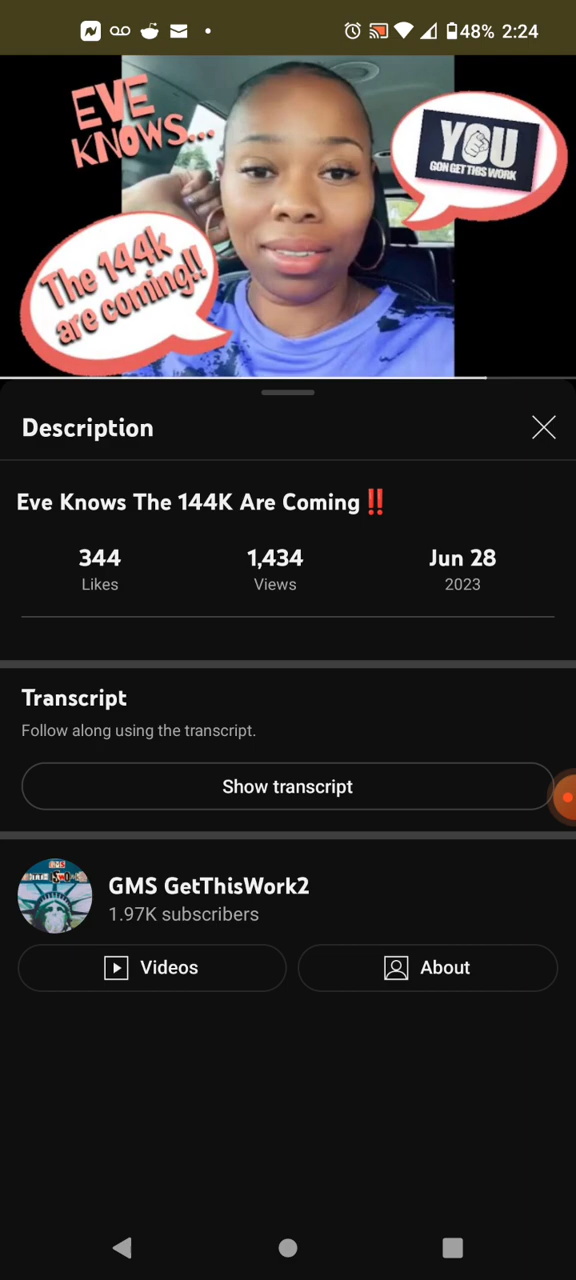 48% 2:24
EVE
KNOWS...
YOU
GON GET THIS WORK
The 144k
are coming!!
Description
Eve Knows The 144K Are Coming ‼️
344
Likes
1,434
Views
Jun 28
2023
Transcript
Follow along using the transcript.
Show transcript
GMS
GMS GetThisWork2
1.97K subscribers
Videos
About